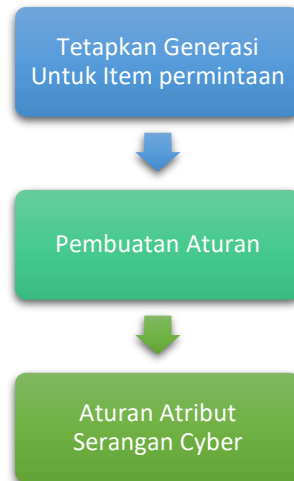 Tetapkan Generasi
Untuk Item permintaan
Pembuatan Aturan
Aturan Atribut
Serangan Cyber